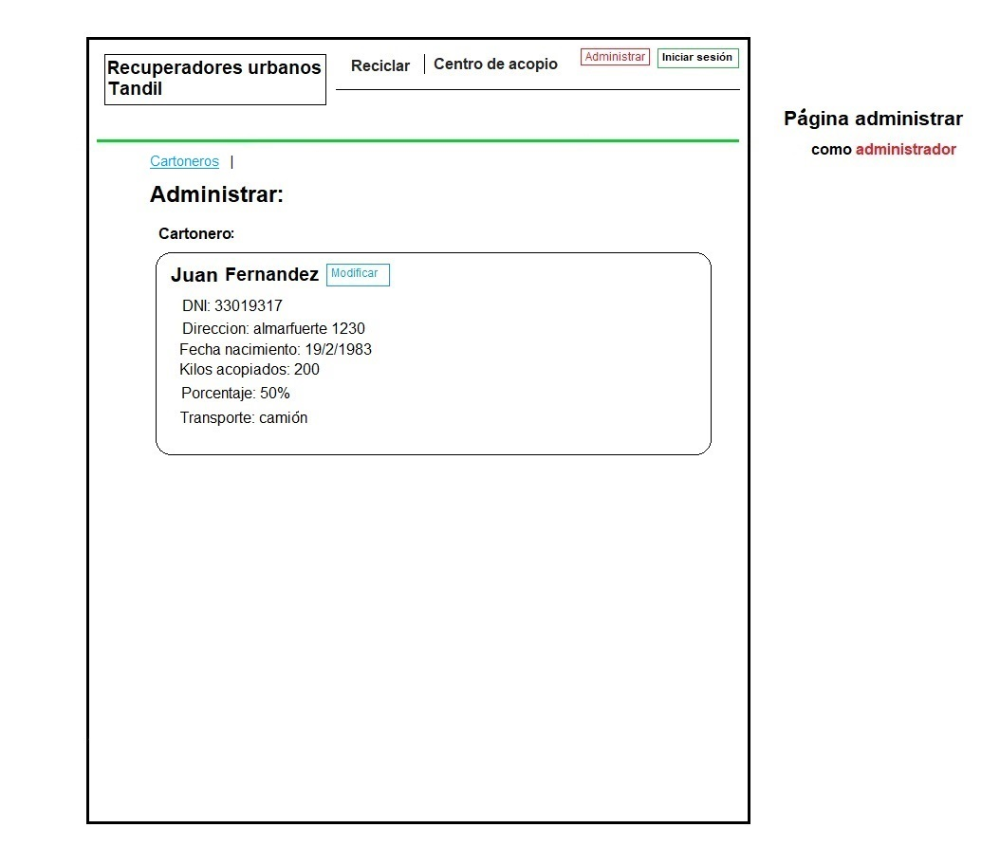 Recuperadores urbanos
Tandil
Reciclar
Centro de acopio
Administrar
Iniciar sesión
Página administrar
como administrador
Cartoneros |
Administrar:
Cartonero:
Juan Fernandez
Modificar
DNI: 33019317
Direccion: almarfuerte 1230
Fecha nacimiento: 19/2/1983
Kilos acopiados: 200
Porcentaje: 50%
Transporte: camión